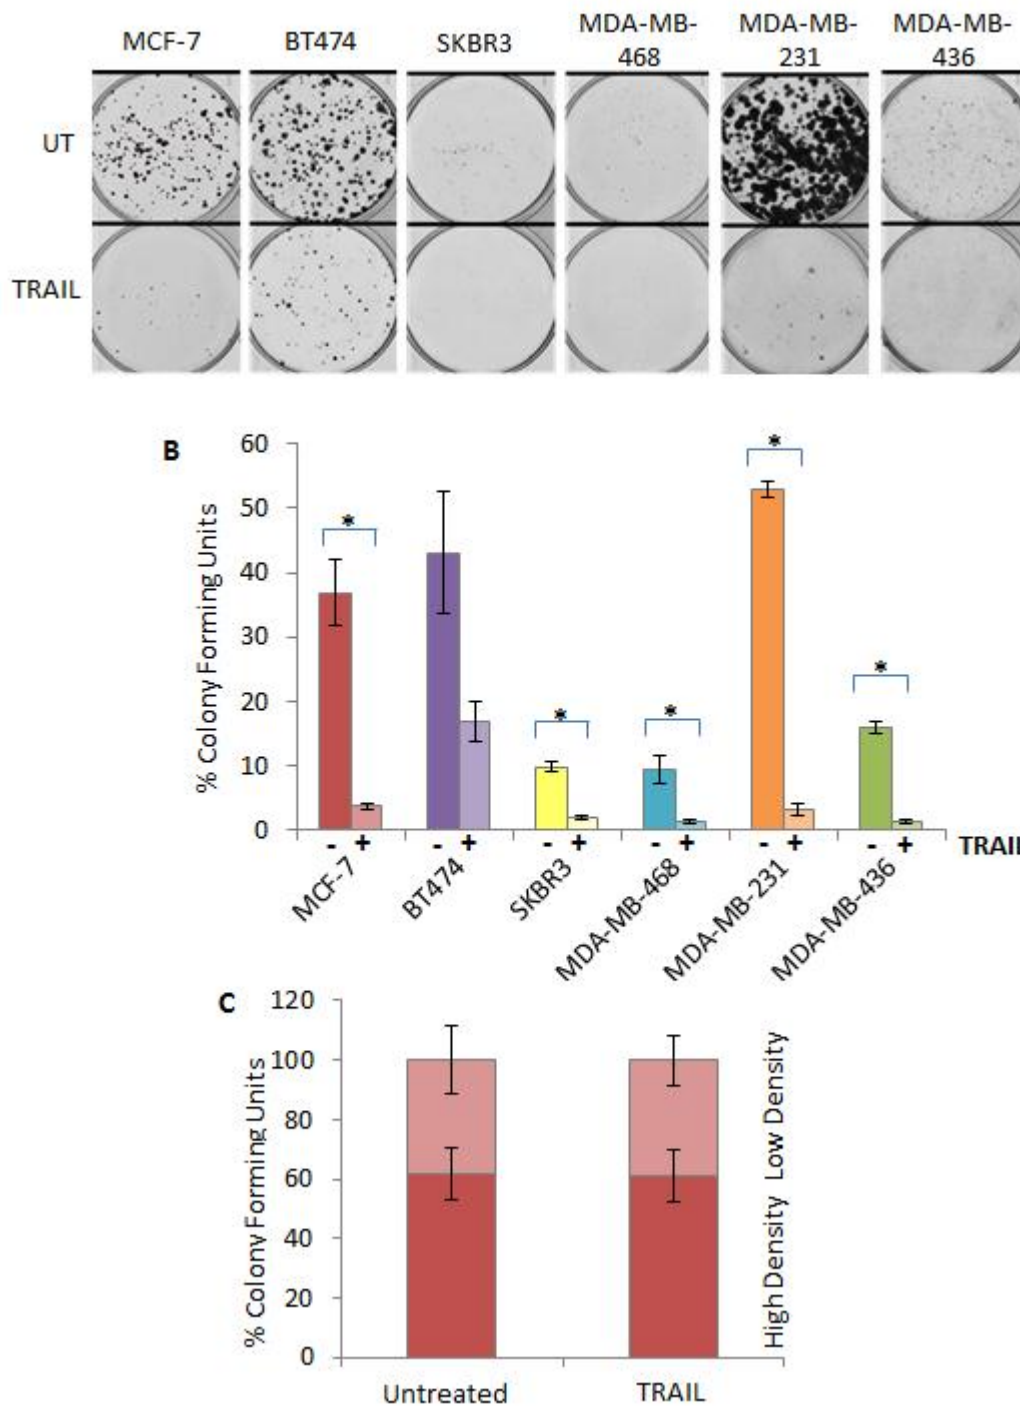 MCF-7 BT474 SKBR3 MDA-MB-468 MDA-MB-231 MDA-MB-436
UT
TRAIL
B
% Colony Forming Units
60
50
40
30
20
10
0
* * * * *
- + - + - + - + - + - + TRAIL
MCF-7 BT474 SKBR3 MDA-MB-468 MDA-MB-231 MDA-MB-436
C
% Colony Forming Units
120
100
80
60
40
20
0
High Density Low Density
Untreated TRAIL